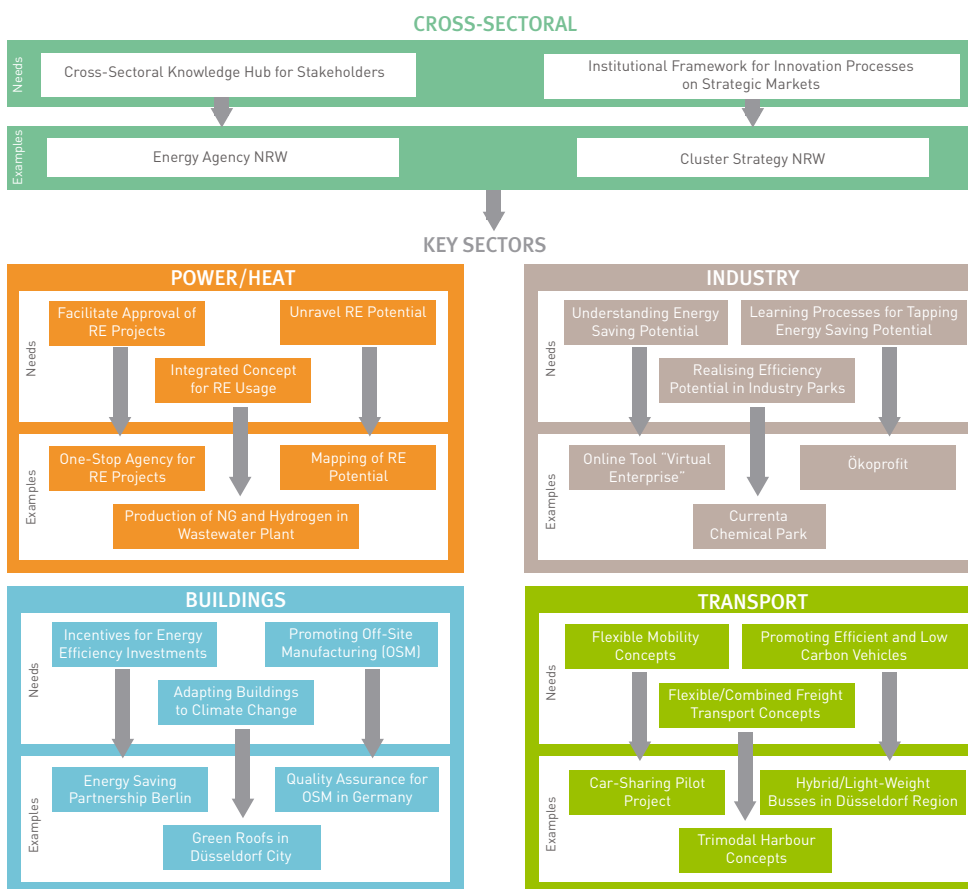 CROSS-SECTORAL
Needs
Cross-Sectoral Knowledge Hub for Stakeholders
Institutional Framework for Innovation Processes
on Strategic Markets
Examples
Energy Agency NRW
Cluster Strategy NRW
KEY SECTORS
POWER/HEAT
Needs
Facilitate Approval of
RE Projects
Unravel RE Potential
Integrated Concept
for RE Usage
Examples
One-Stop Agency for
RE Projects
Mapping of RE
Potential
Production of NG and Hydrogen in
Wastewater Plant
INDUSTRY
Needs
Understanding Energy
Saving Potential
Learning Processes for Tapping
Energy Saving Potential
Realising Efficiency
Potential in Industry Parks
Examples
Online Tool “Virtual
Enterprise”
Ökoprofit
Currenta
Chemical Park
BUILDINGS
Needs
Incentives for Energy
Efficiency Investments
Promoting Off-Site
Manufacturing (OSM)
Adapting Buildings
to Climate Change
Examples
Energy Saving
Partnership Berlin
Quality Assurance for
OSM in Germany
Green Roofs in
Düsseldorf City
TRANSPORT
Needs
Flexible Mobility
Concepts
Promoting Efficient and Low
Carbon Vehicles
Flexible/Combined Freight
Transport Concepts
Examples
Car-Sharing Pilot
Project
Hybrid/Light-Weight
Busses in Düsseldorf Region
Trimodal Harbour
Concepts